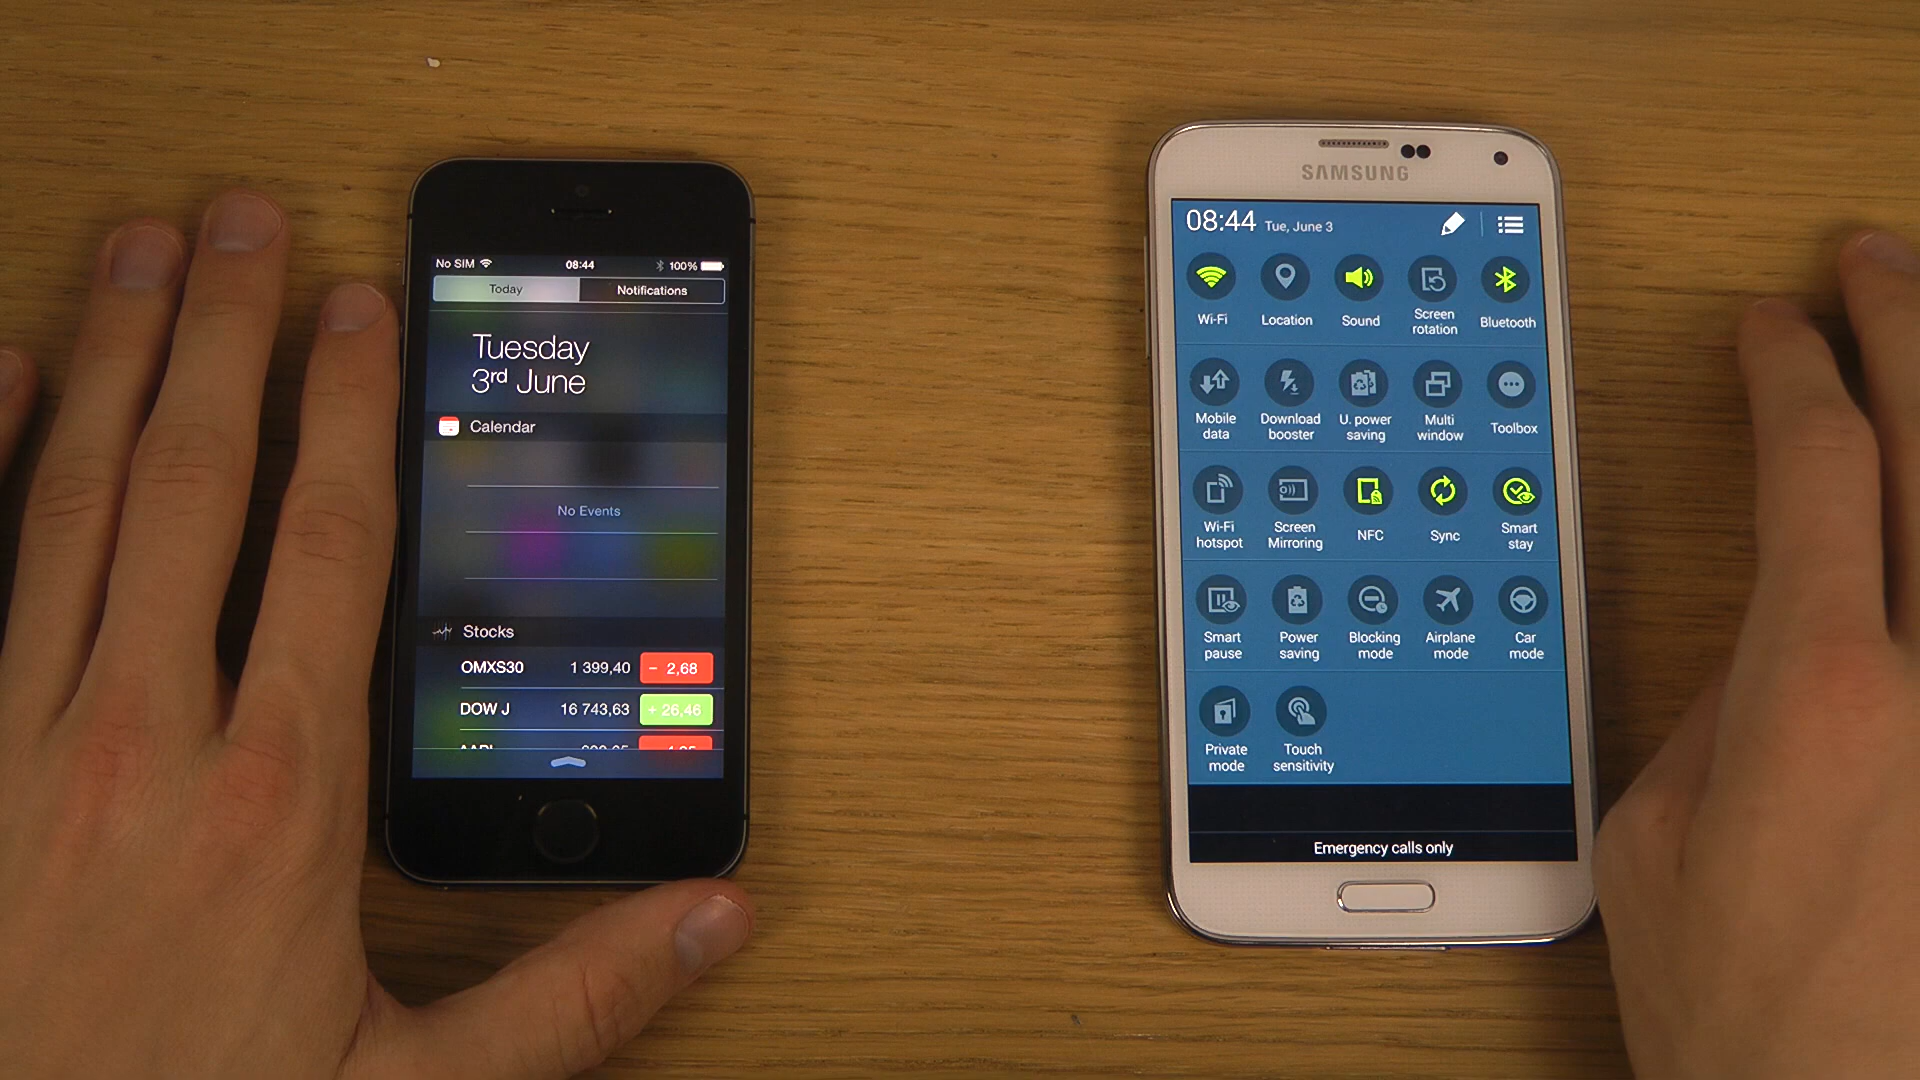 No SIM 08:44 100%
Today Notifications
Tuesday
3rd June
Calendar
No Events
Stocks
OMXS30 1 399,40 - 2,68
DOW J 16 743,63 + 26,46
SAMSUNG
08:44 Tue, June 3
Wi-Fi Location Sound Screen rotation Bluetooth
Mobile data Download booster U. power saving Multi window Toolbox
Wi-Fi hotspot Screen Mirroring NFC Sync Smart stay
Smart pause Power saving Blocking mode Airplane mode Car mode
Private mode Touch sensitivity
Emergency calls only